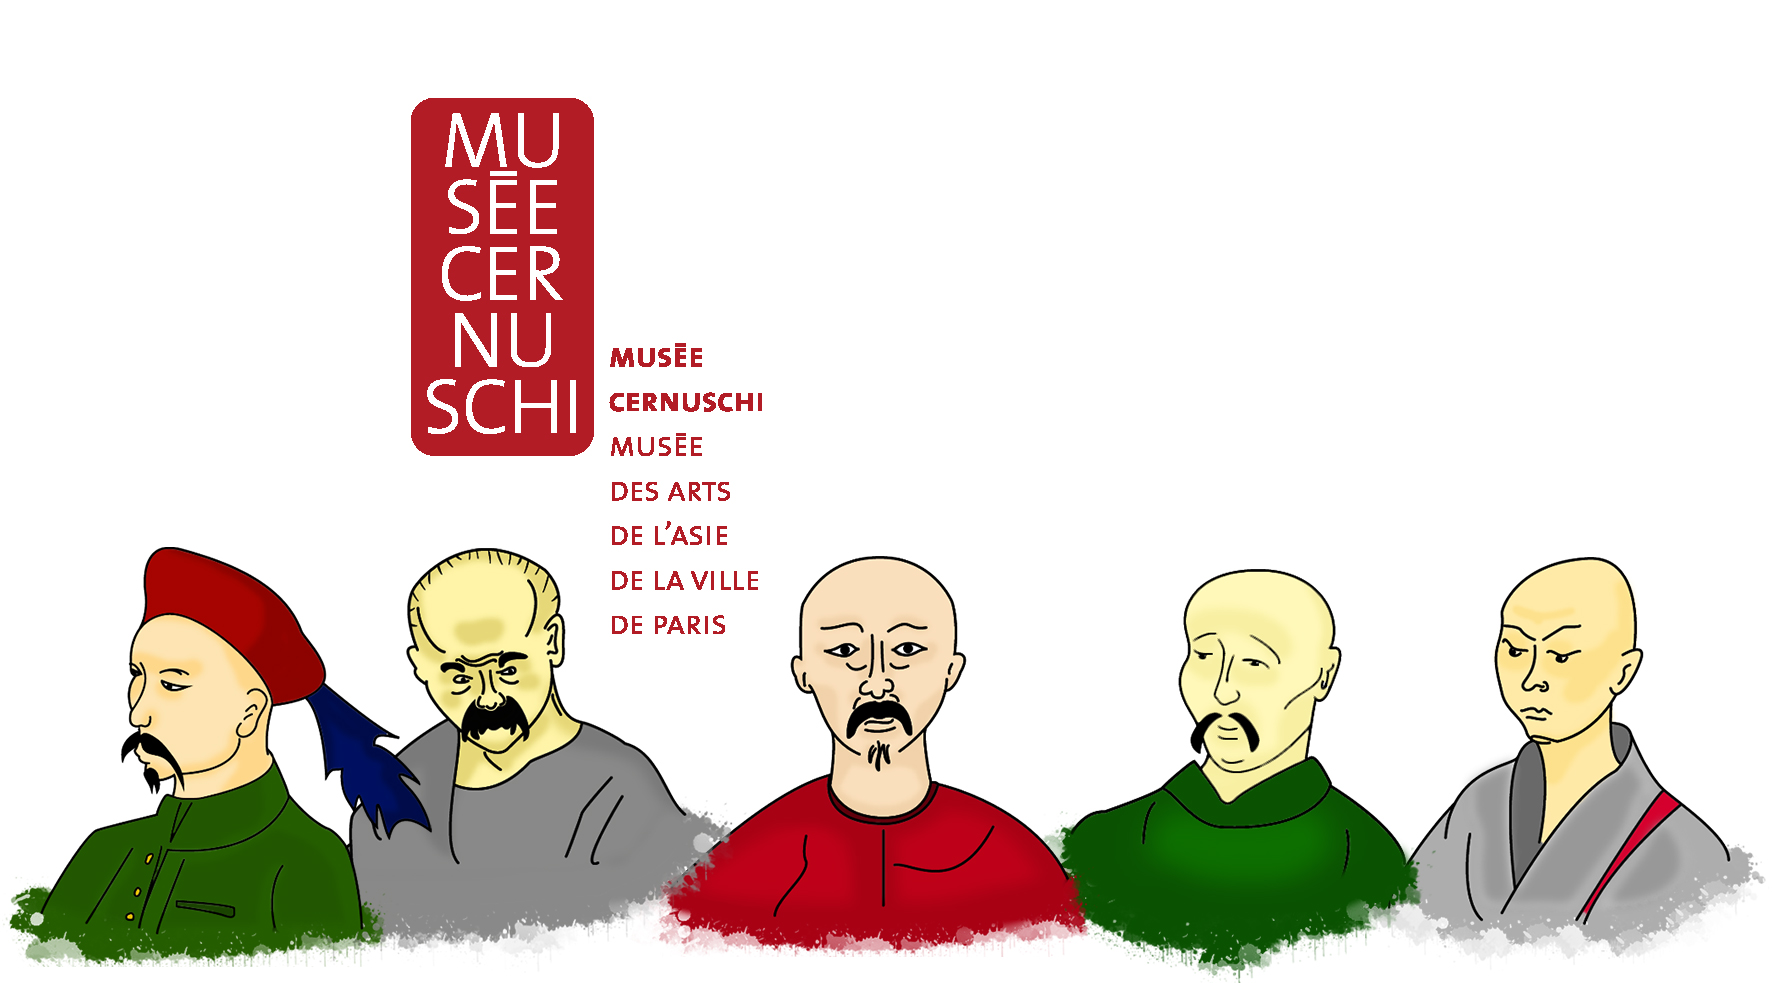 MU
SĒE
CER
NU
SCHI
MUSĒE
CERNUSCHI
MUSĒE
DES ARTS
DE L’ASIE
DE LA VILLE
DE PARIS